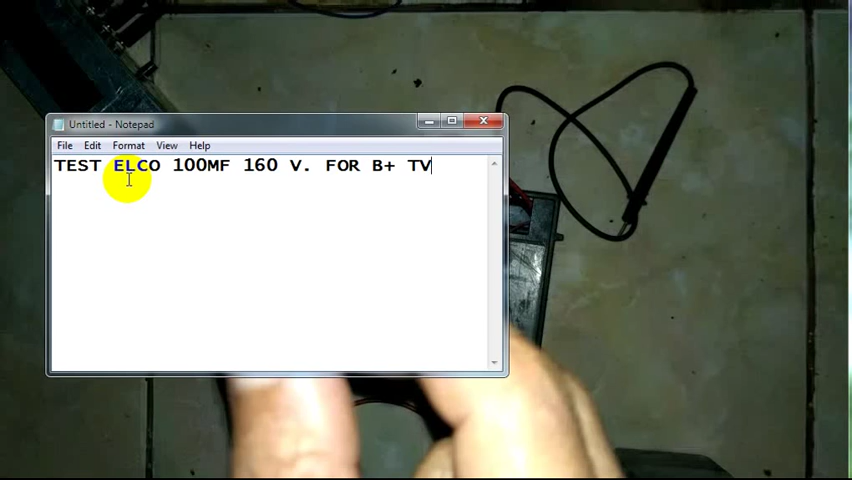 Untitled - Notepad
File Edit Format View Help
TEST ELCO 100MF 160 V. FOR B+ TV